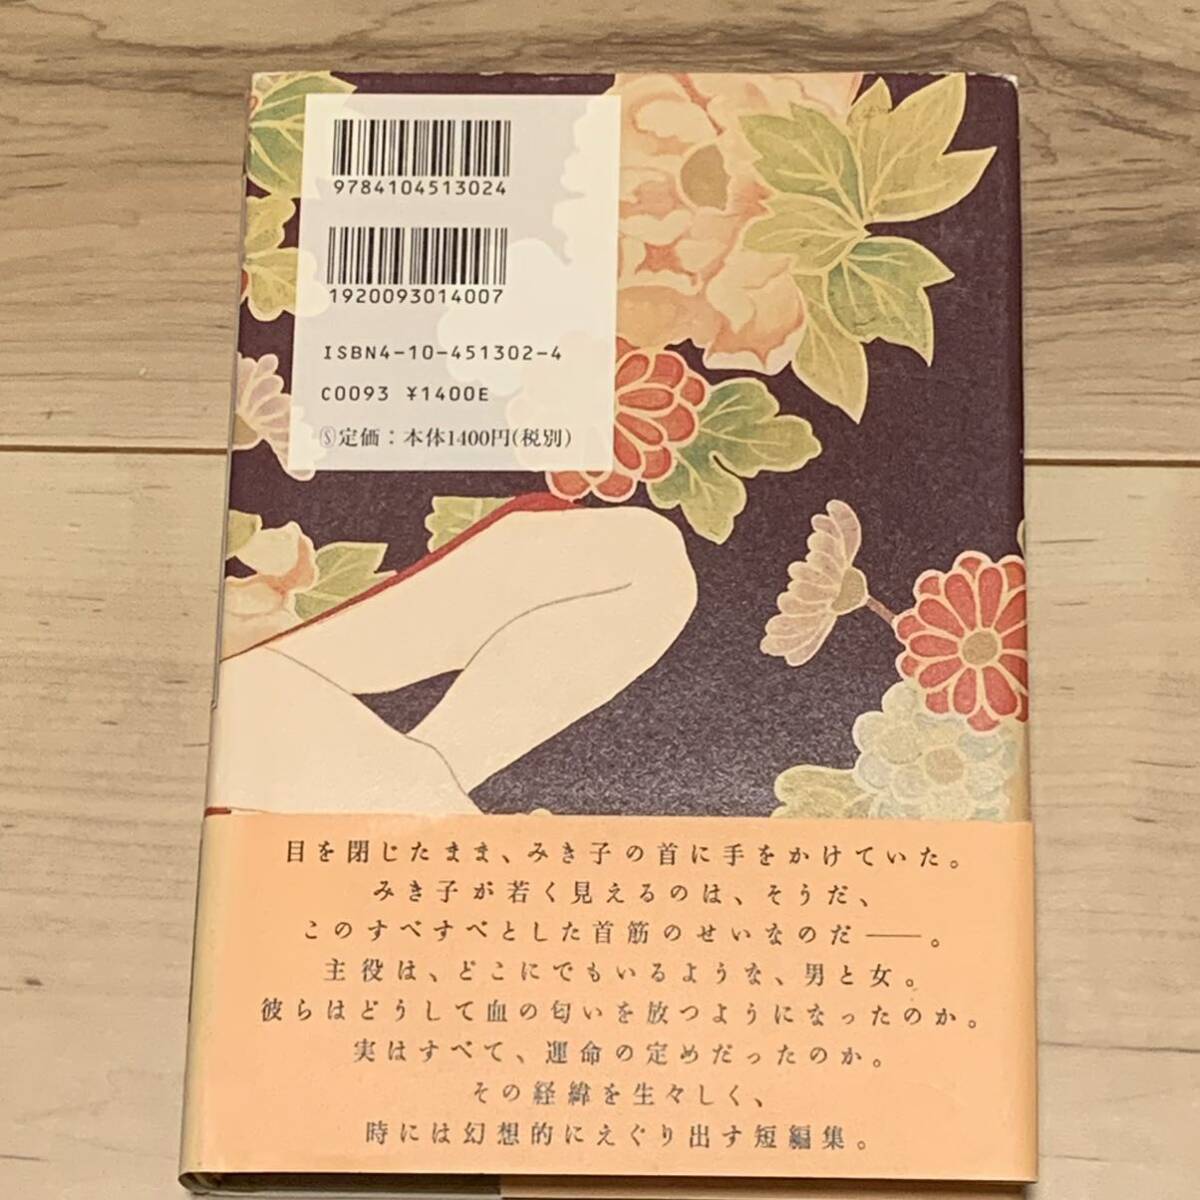 9784104513024
1920093014007
ISBN4-10-451302-4
C0093 ¥1400E
Ⓢ定価：本体1400円(税別)
目を閉じたまま、みき子の首に手をかけていた。
みき子が若く見えるのは、そうだ、
このすべすべとした首筋のせいなのだ――。
主役は、どこにでもいるような、男と女。
彼らはどうして血の匂いを放つようになったのか。
実はすべて、運命の定めだったのか。
その経緯を生々しく、
時には幻想的にえぐり出す短編集。